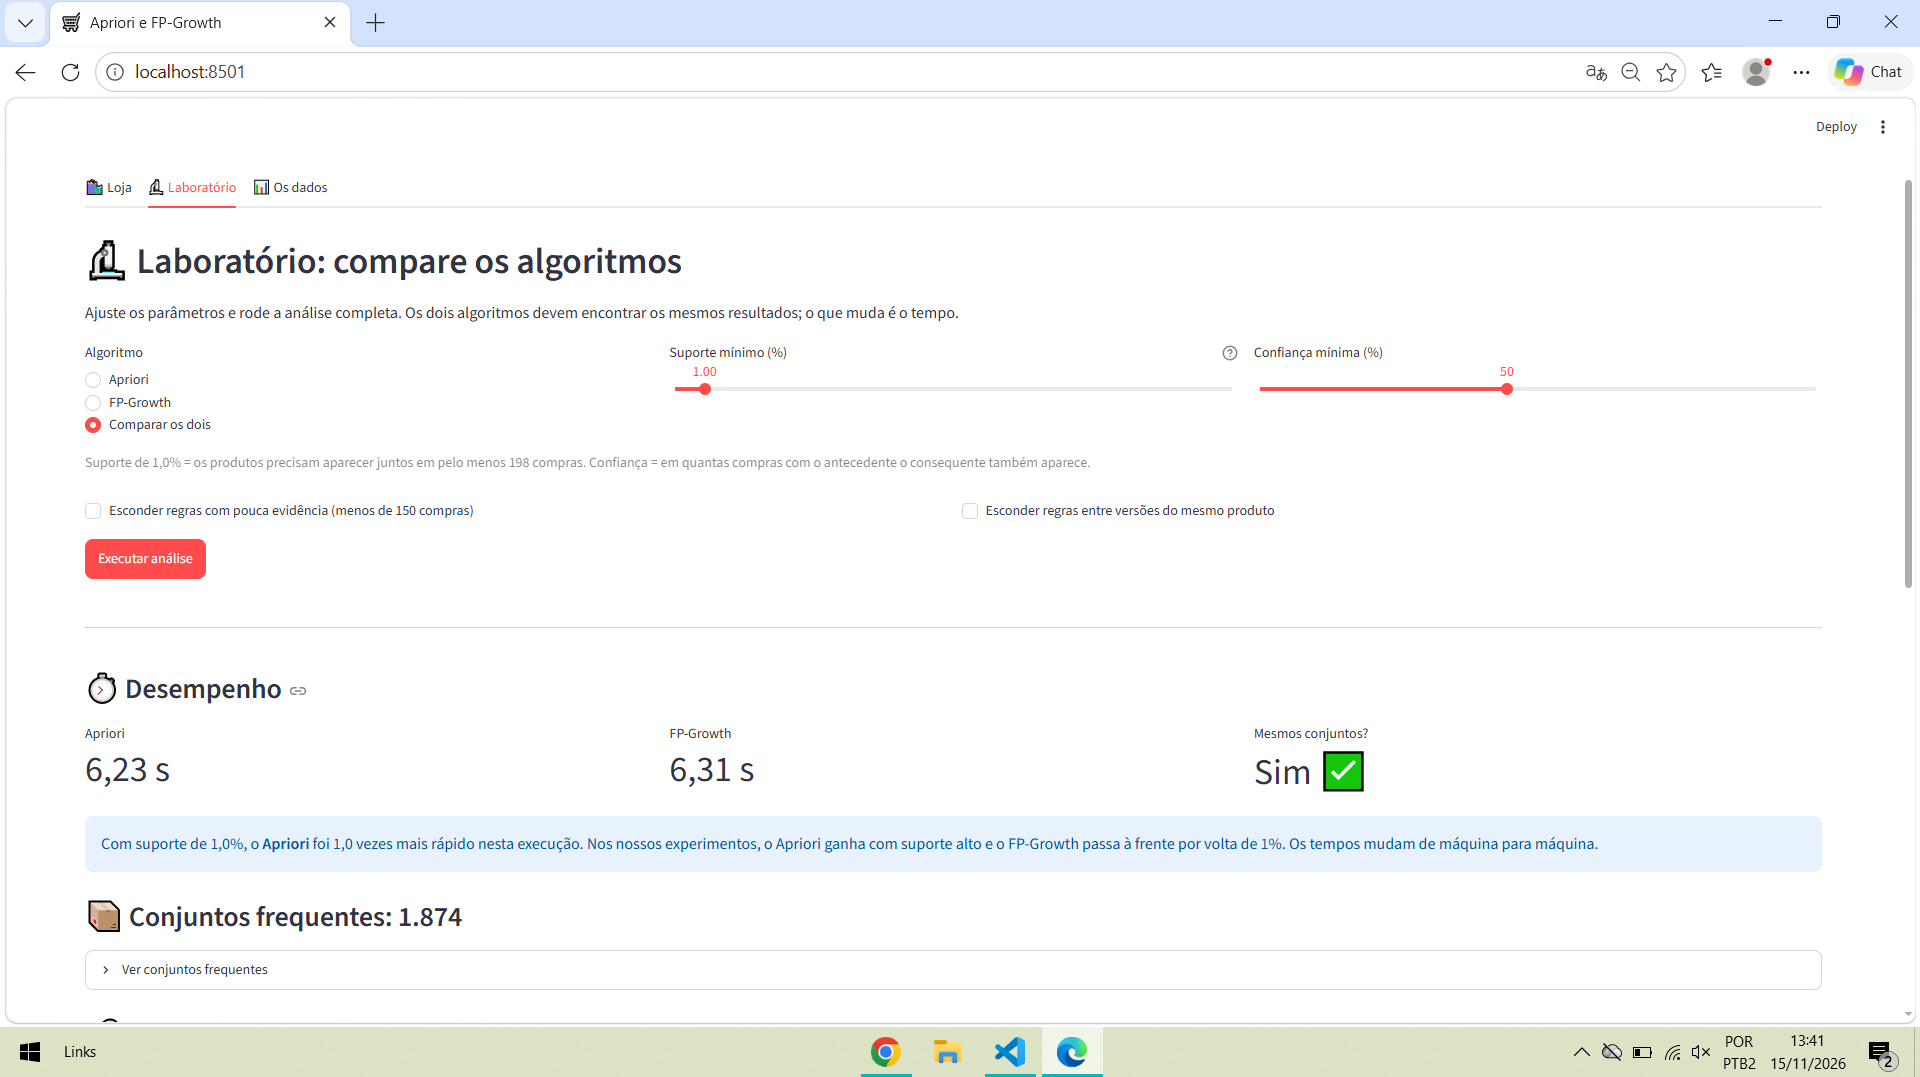 Apriori e FP-Growth
localhost:8501
Chat
Deploy
Loja
Laboratório
Os dados
Laboratório: compare os algoritmos
Ajuste os parâmetros e rode a análise completa. Os dois algoritmos devem encontrar os mesmos resultados; o que muda é o tempo.
Algoritmo
Apriori
FP-Growth
Comparar os dois
Suporte mínimo (%)
1.00
Confiança mínima (%)
50
Suporte de 1,0% = os produtos precisam aparecer juntos em pelo menos 198 compras. Confiança = em quantas compras com o antecedente o consequente também aparece.
Esconder regras com pouca evidência (menos de 150 compras)
Esconder regras entre versões do mesmo produto
Executar análise
Desempenho
Apriori
6,23 s
FP-Growth
6,31 s
Mesmos conjuntos?
Sim
Com suporte de 1,0%, o Apriori foi 1,0 vezes mais rápido nesta execução. Nos nossos experimentos, o Apriori ganha com suporte alto e o FP-Growth passa à frente por volta de 1%. Os tempos mudam de máquina para máquina.
Conjuntos frequentes: 1.874
Ver conjuntos frequentes
Links
POR
PTB2
13:41
15/11/2026
2